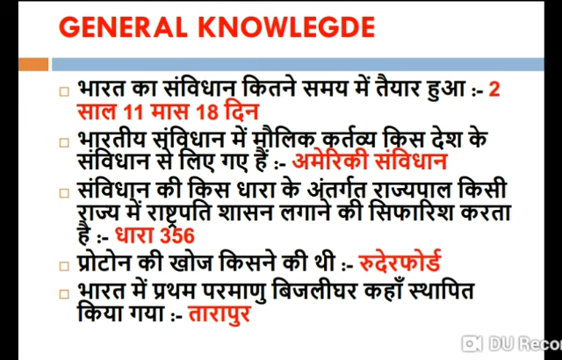 GENERAL KNOWLEGDE
भारत का संविधान कितने समय में तैयार हुआ :- 2
साल 11 मास 18 दिन
भारतीय संविधान में मौलिक कर्तव्य किस देश के
संविधान से लिए गए हैं :- अमेरिकी संविधान
संविधान की किस धारा के अंतर्गत राज्यपाल किसी
राज्य में राष्ट्रपति शासन लगाने की सिफारिश करता
है :- धारा 356
प्रोटोन की खोज किसने की थी :- रुदेरफोर्ड
भारत में प्रथम परमाणु बिजलीघर कहाँ स्थापित
किया गया :- तारापुर
DU Recor